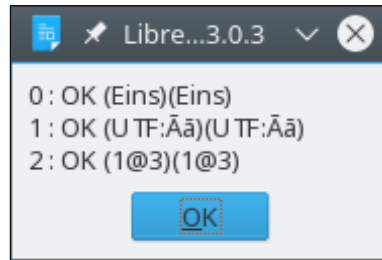 Libre...3.0.3
0 : OK (Eins)(Eins)
1 : OK (UTF:Āā)(UTF:Āā)
2 : OK (1@3)(1@3)
OK